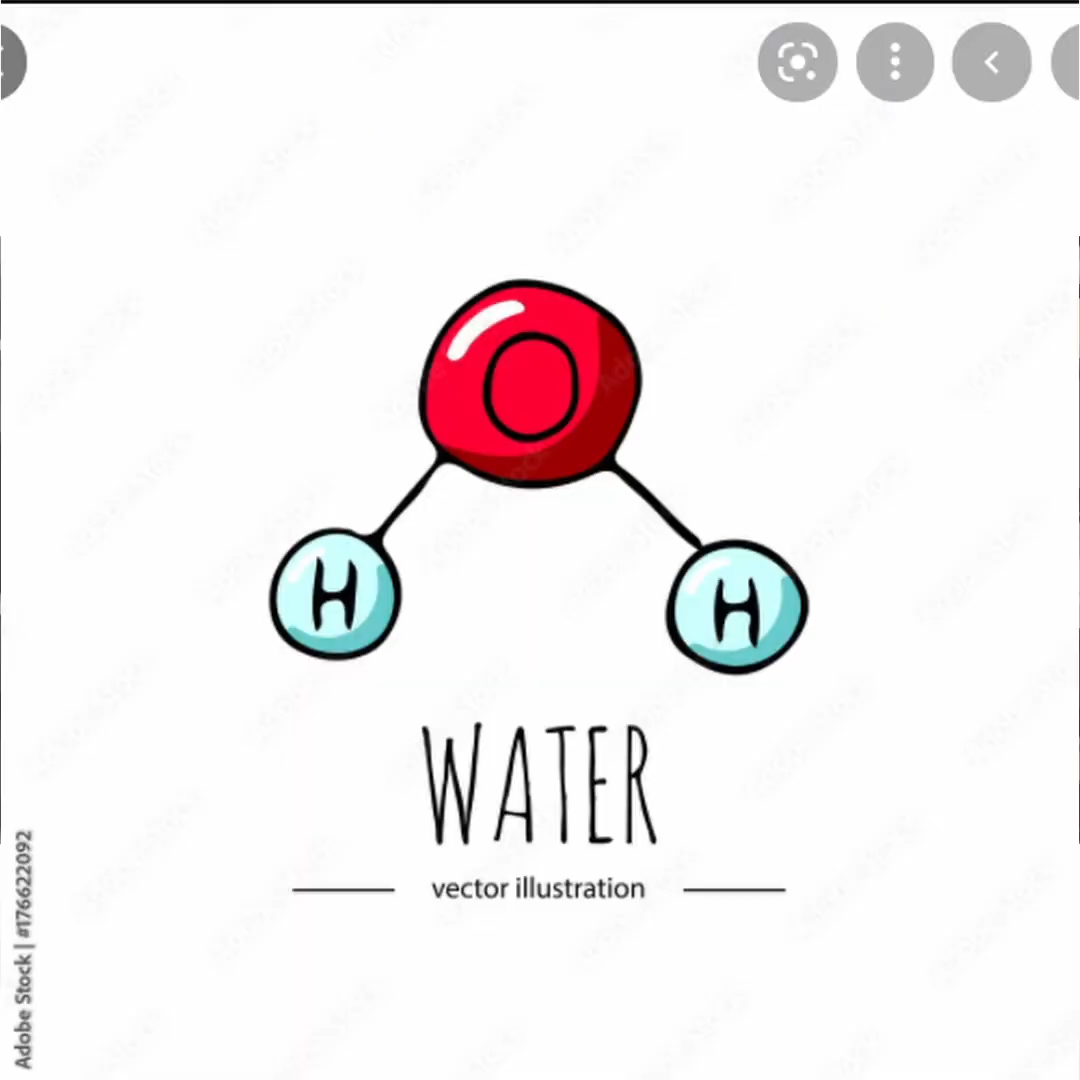 O
H
H
WATER
vector illustration
Adobe Stock | #176622092